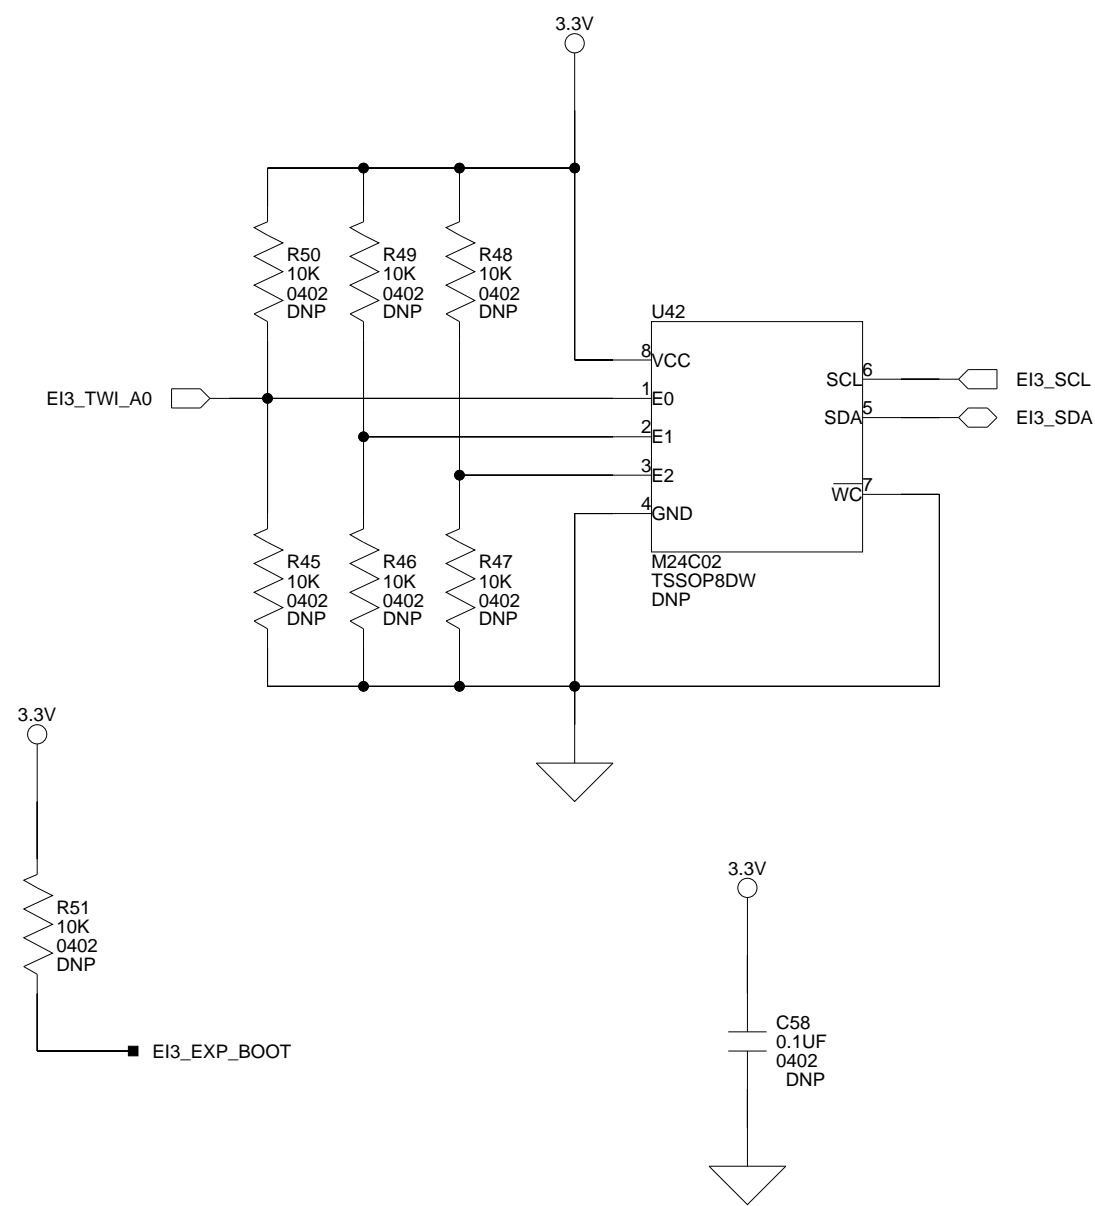 3.3V
R50
10K
0402
DNP
R49
10K
0402
DNP
R48
10K
0402
DNP
U42
8
VCC
EI3_TWI_A0
1
E0
2
E1
3
E2
4
GND
SCL
6
EI3_SCL
SDA
5
EI3_SDA
WC
7
M24C02
TSSOP8DW
DNP
R45
10K
0402
DNP
R46
10K
0402
DNP
R47
10K
0402
DNP
3.3V
R51
10K
0402
DNP
EI3_EXP_BOOT
3.3V
C58
0.1UF
0402
DNP